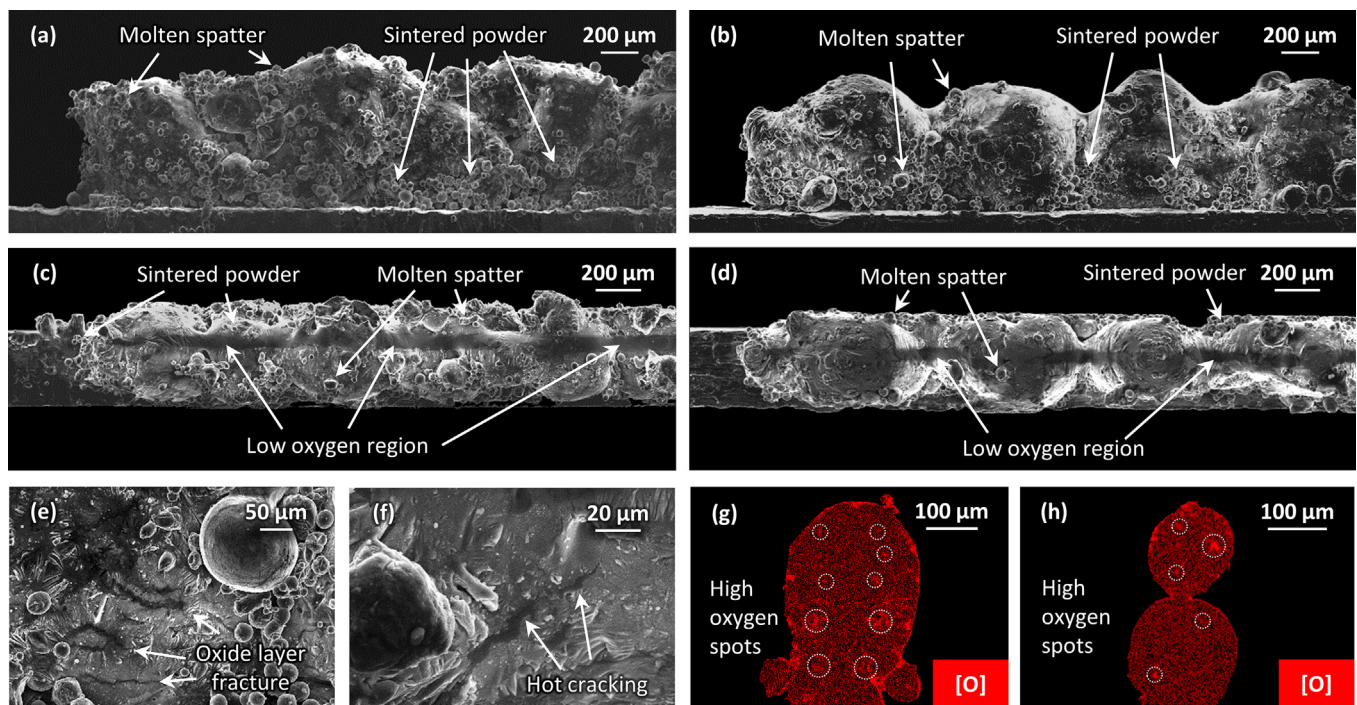 (a)
Molten spatter
Sintered powder
200 µm
(b)
Molten spatter
Sintered powder
200 µm
(c)
Sintered powder
Molten spatter
200 µm
Low oxygen region
(d)
Molten spatter
Sintered powder
200 µm
Low oxygen region
(e)
50 µm
Oxide layer
fracture
(f)
20 µm
Hot cracking
(g)
100 µm
High
oxygen
spots
[O]
(h)
100 µm
High
oxygen
spots
[O]